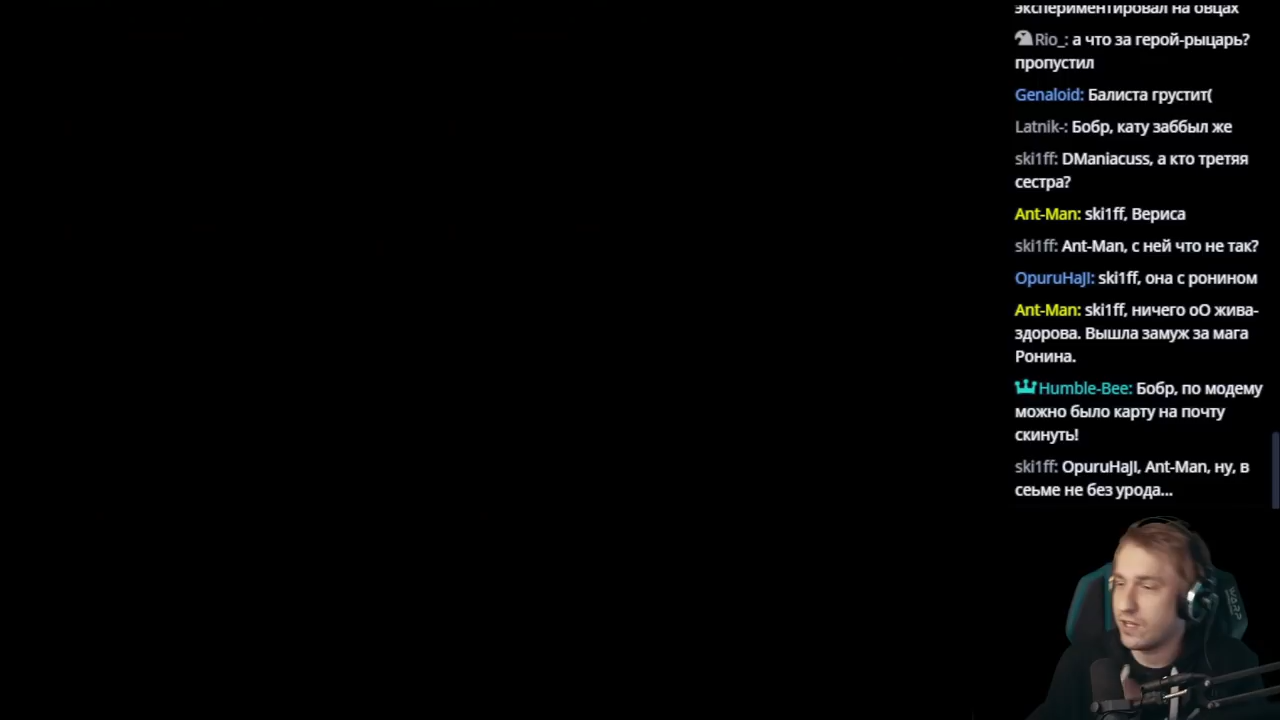 экспериментировал на овцах
Rio_: а что за герой-рыцарь?
пропустил
Genaloid: Балиста грустит(
Latnik-: Бобр, кату заббыл же
ski1ff: DManiacuss, а кто третяя
сестра?
Ant-Man: ski1ff, Вериса
ski1ff: Ant-Man, с ней что не так?
OpuruHaJI: ski1ff, она с ронином
Ant-Man: ski1ff, ничего оО жива-
здорова. Вышла замуж за мага
Ронина.
Humble-Bee: Бобр, по модему
можно было карту на почту
скинуть!
ski1ff: OpuruHaJI, Ant-Man, ну, в
сеьме не без урода...